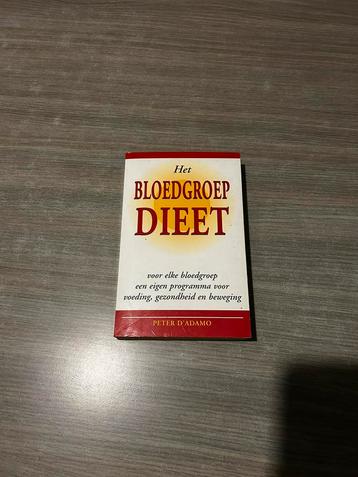 Het
BLOEDGROEP
DIEET
voor elke bloedgroep
een eigen programma voor
voeding, gezondheid en beweging
PETER D'ADAMO